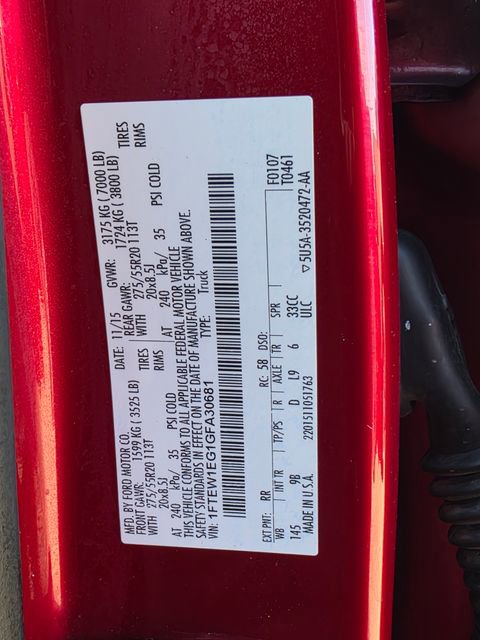 MFD. BY FORD MOTOR CO.
DATE: 11/15 GVWR: 3175 KG ( 7000 LB)
FRONT GAWR: 1599 KG ( 3525 LB) REAR GAWR: 1724 KG ( 3800 LB)
WITH 275/55R20 113T TIRES WITH 275/55R20 113T TIRES
20x8.5J RIMS 20x8.5J RIMS
AT 240 kPa/ 35 PSI COLD AT 240 kPa/ 35 PSI COLD
THIS VEHICLE CONFORMS TO ALL APPLICABLE FEDERAL MOTOR VEHICLE
SAFETY STANDARDS IN EFFECT ON THE DATE OF MANUFACTURE SHOWN ABOVE.
VIN: 1FTEW1EG1GFA30681 TYPE: Truck
F0107
T0461
EXT PNT: RR RC: 58 DSO:
WB INT TR TP/PS R AXLE TR SPR
145 9B D L9 6 33CC
MADE IN U.S.A. 2201511051763 ULC
▽5U5A-3520472-AA